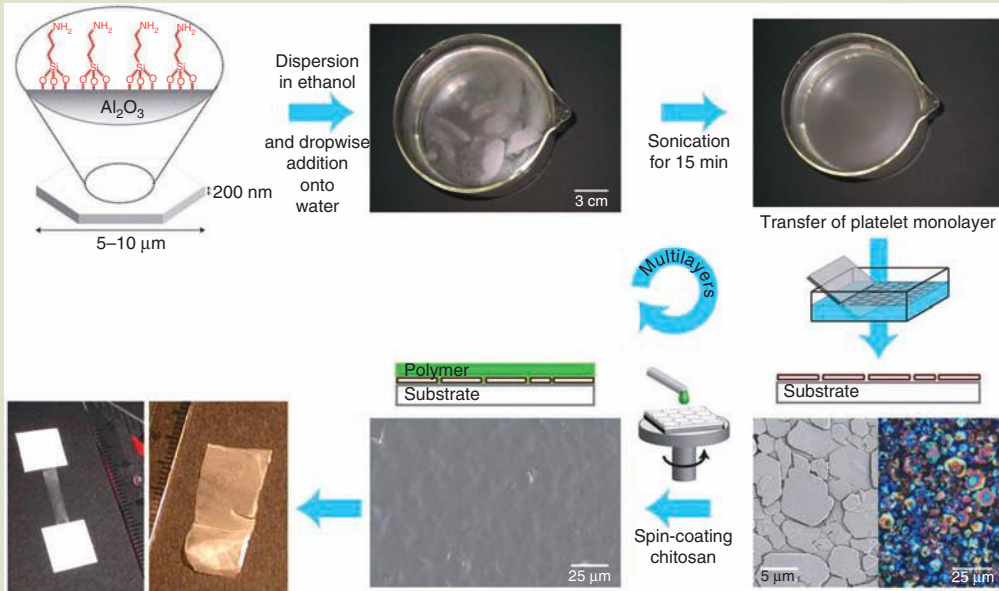 NH2 NH2 NH2 NH2
Si Si Si Si
O O O O O O O O O O O O
Al2O3
200 nm
5–10 μm
Dispersion
in ethanol
and dropwise
addition
onto
water
3 cm
Sonication
for 15 min
Transfer of platelet monolayer
Multilayers
Substrate
5 μm
25 μm
Spin-coating
chitosan
Polymer
Substrate
25 μm